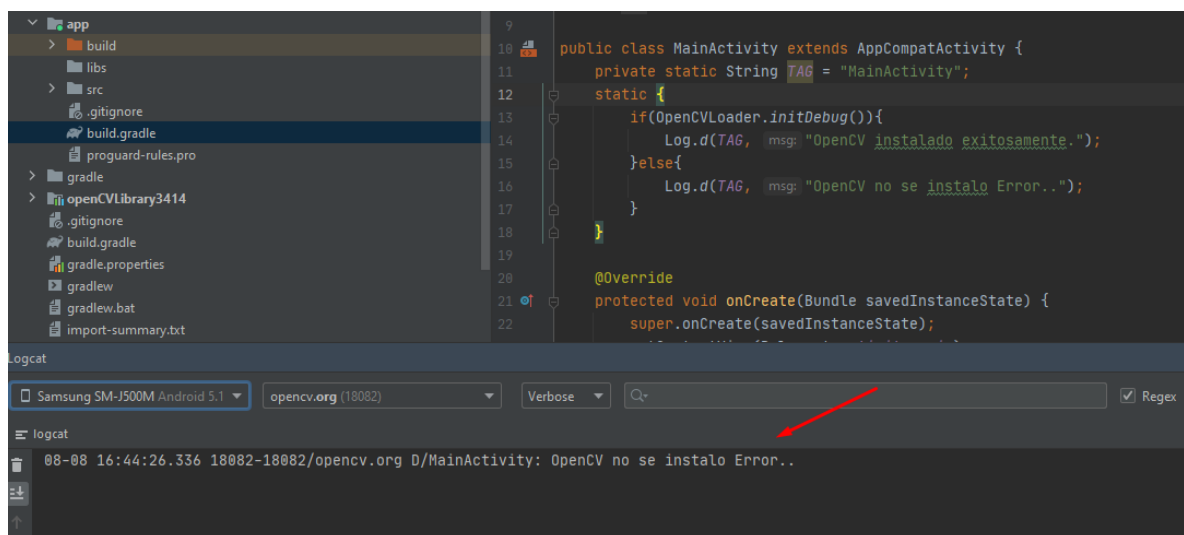 app
build
libs
src
.gitignore
build.gradle
proguard-rules.pro
gradle
openCVLibrary3414
.gitignore
build.gradle
gradle.properties
gradlew
gradlew.bat
import-summary.txt
9
10 public class MainActivity extends AppCompatActivity {
11 private static String TAG = "MainActivity";
12 static {
13 if(OpenCVLoader.initDebug()){
14 Log.d(TAG, msg: "OpenCV instalado exitosamente.");
15 }else{
16 Log.d(TAG, msg: "OpenCV no se instalo Error..");
17 }
18 }
19
20 @Override
21 protected void onCreate(Bundle savedInstanceState) {
22 super.onCreate(savedInstanceState);
Logcat
Samsung SM-J500M Android 5.1 opencv.org (18082) Verbose Regex
logcat
08-08 16:44:26.336 18082-18082/opencv.org D/MainActivity: OpenCV no se instalo Error..